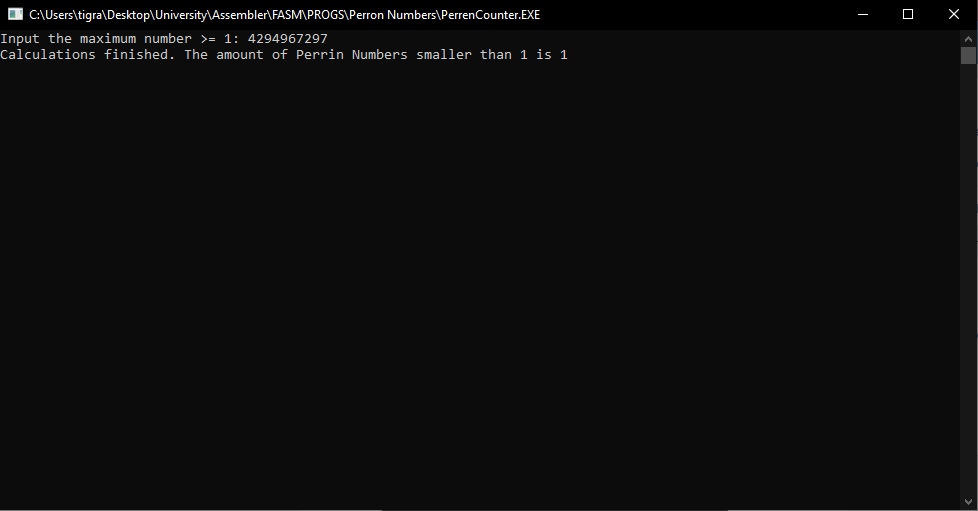 C:\Users\tigra\Desktop\University\Assembler\FASM\PROGS\Perron Numbers\PerrenCounter.EXE
Input the maximum number >= 1: 4294967297
Calculations finished. The amount of Perrin Numbers smaller than 1 is 1